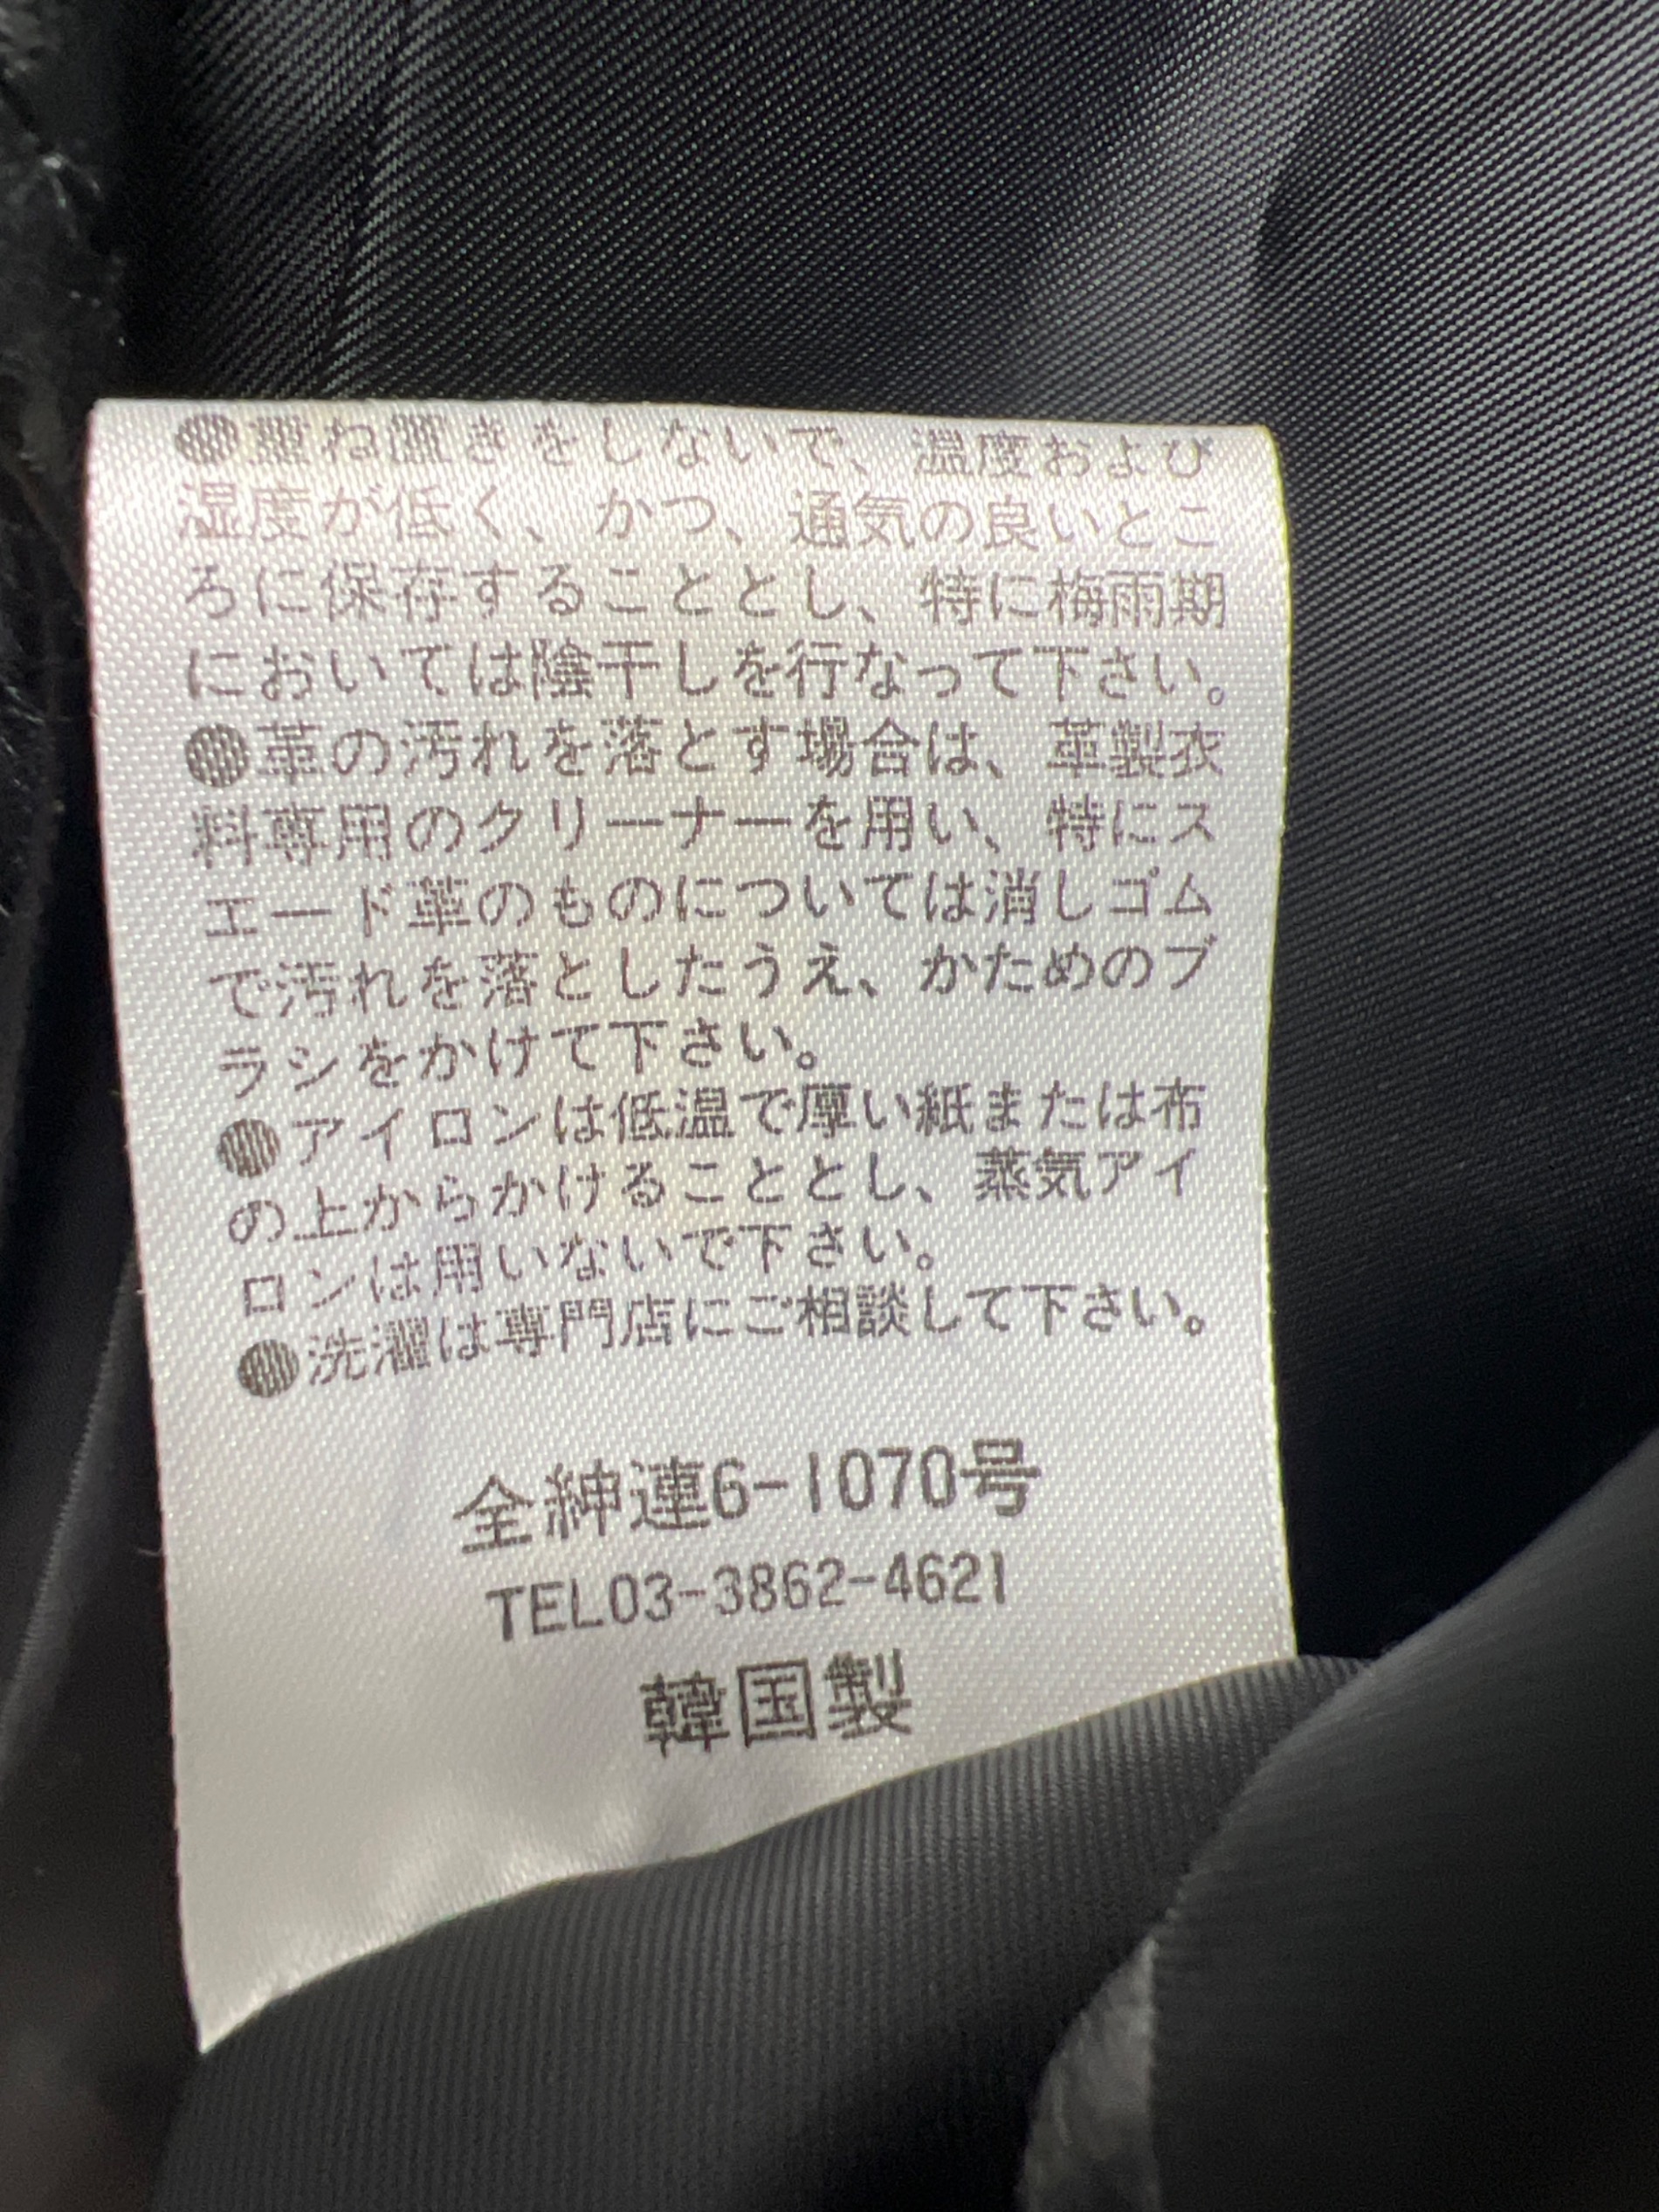 ●重ね置きをしないで、温度および
湿度が低く、かつ、通気の良いとこ
ろに保存することとし、特に梅雨期
においては陰干しを行なって下さい。
●革の汚れを落とす場合は、革製衣
料専用のクリーナーを用い、特にス
エード革のものについては消しゴム
で汚れを落としたうえ、かためのブ
ラシをかけて下さい。
●アイロンは低温で厚い紙または布
の上からかけることとし、蒸気アイ
ロンは用いないで下さい。
●洗濯は専門店にご相談して下さい。
全紳連6-1070号
TEL03-3862-4621
韓国製